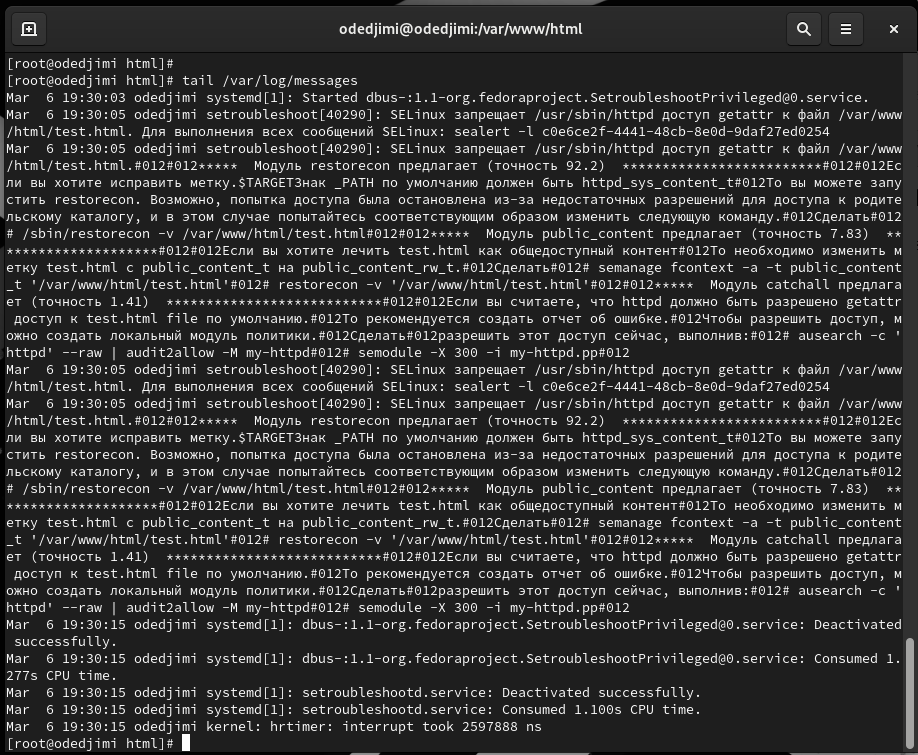 odedjimi@odedjimi:/var/www/html
[root@odedjimi html]#
[root@odedjimi html]# tail /var/log/messages
Mar  6 19:30:03 odedjimi systemd[1]: Started dbus-:1.1-org.fedoraproject.SetroubleshootPrivileged@0.service.
Mar  6 19:30:05 odedjimi setroubleshoot[40290]: SELinux запрещает /usr/sbin/httpd доступ getattr к файл /var/www
/html/test.html. Для выполнения всех сообщений SELinux: sealert -l c0e6ce2f-4441-48cb-8e0d-9daf27ed0254
Mar  6 19:30:05 odedjimi setroubleshoot[40290]: SELinux запрещает /usr/sbin/httpd доступ getattr к файл /var/www
/html/test.html.#012#012*****  Модуль restorecon предлагает (точность 92.2)  ************************#012#012Ес
ли вы хотите исправить метку.$TARGETЗнак _PATH по умолчанию должен быть httpd_sys_content_t#012То вы можете запу
стить restorecon. Возможно, попытка доступа была остановлена из-за недостаточных разрешений для доступа к родите
льскому каталогу, и в этом случае попытайтесь соответствующим образом изменить следующую команду.#012Сделать#012
# /sbin/restorecon -v /var/www/html/test.html#012#012*****  Модуль public_content предлагает (точность 7.83)  **
********************#012#012Если вы хотите лечить test.html как общедоступный контент#012То необходимо изменить м
етку test.html с public_content_t на public_content_rw_t.#012Сделать#012# semanage fcontext -a -t public_content
_t '/var/www/html/test.html'#012# restorecon -v '/var/www/html/test.html'#012#012*****  Модуль catchall предлага
ет (точность 1.41)  **************************#012#012Если вы считаете, что httpd должно быть разрешено getattr
 доступ к test.html file по умолчанию.#012То рекомендуется создать отчет об ошибке.#012Чтобы разрешить доступ, м
ожно создать локальный модуль политики.#012Сделать#012разрешить этот доступ сейчас, выполнив:#012# ausearch -c '
httpd' --raw | audit2allow -M my-httpd#012# semodule -X 300 -i my-httpd.pp#012
Mar  6 19:30:05 odedjimi setroubleshoot[40290]: SELinux запрещает /usr/sbin/httpd доступ getattr к файл /var/www
/html/test.html. Для выполнения всех сообщений SELinux: sealert -l c0e6ce2f-4441-48cb-8e0d-9daf27ed0254
Mar  6 19:30:05 odedjimi setroubleshoot[40290]: SELinux запрещает /usr/sbin/httpd доступ getattr к файл /var/www
/html/test.html.#012#012*****  Модуль restorecon предлагает (точность 92.2)  ************************#012#012Ес
ли вы хотите исправить метку.$TARGETЗнак _PATH по умолчанию должен быть httpd_sys_content_t#012То вы можете запу
стить restorecon. Возможно, попытка доступа была остановлена из-за недостаточных разрешений для доступа к родите
льскому каталогу, и в этом случае попытайтесь соответствующим образом изменить следующую команду.#012Сделать#012
# /sbin/restorecon -v /var/www/html/test.html#012#012*****  Модуль public_content предлагает (точность 7.83)  **
********************#012#012Если вы хотите лечить test.html как общедоступный контент#012То необходимо изменить м
етку test.html с public_content_t на public_content_rw_t.#012Сделать#012# semanage fcontext -a -t public_content
_t '/var/www/html/test.html'#012# restorecon -v '/var/www/html/test.html'#012#012*****  Модуль catchall предлага
ет (точность 1.41)  **************************#012#012Если вы считаете, что httpd должно быть разрешено getattr
 доступ к test.html file по умолчанию.#012То рекомендуется создать отчет об ошибке.#012Чтобы разрешить доступ, м
ожно создать локальный модуль политики.#012Сделать#012разрешить этот доступ сейчас, выполнив:#012# ausearch -c '
httpd' --raw | audit2allow -M my-httpd#012# semodule -X 300 -i my-httpd.pp#012
Mar  6 19:30:15 odedjimi systemd[1]: dbus-:1.1-org.fedoraproject.SetroubleshootPrivileged@0.service: Deactivated
 successfully.
Mar  6 19:30:15 odedjimi systemd[1]: dbus-:1.1-org.fedoraproject.SetroubleshootPrivileged@0.service: Consumed 1.
277s CPU time.
Mar  6 19:30:15 odedjimi systemd[1]: setroubleshootd.service: Deactivated successfully.
Mar  6 19:30:15 odedjimi systemd[1]: setroubleshootd.service: Consumed 1.100s CPU time.
Mar  6 19:30:15 odedjimi kernel: hrtimer: interrupt took 2597888 ns
[root@odedjimi html]#